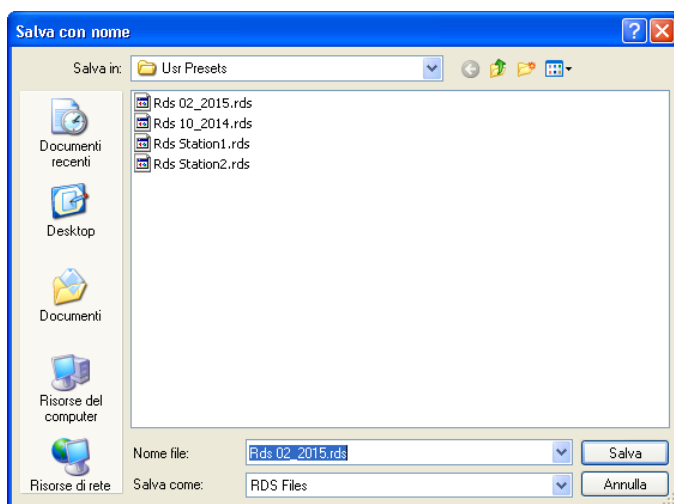 Salva con nome
Salva in:
Usr Presets
Rds 02_2015.rds
Rds 10_2014.rds
Rds Station1.rds
Rds Station2.rds
Documenti
recenti
Desktop
Documenti
Risorse del
computer
Risorse di rete
Nome file:
Rds 02_2015.rds
Salva
Salva come:
RDS Files
Annulla